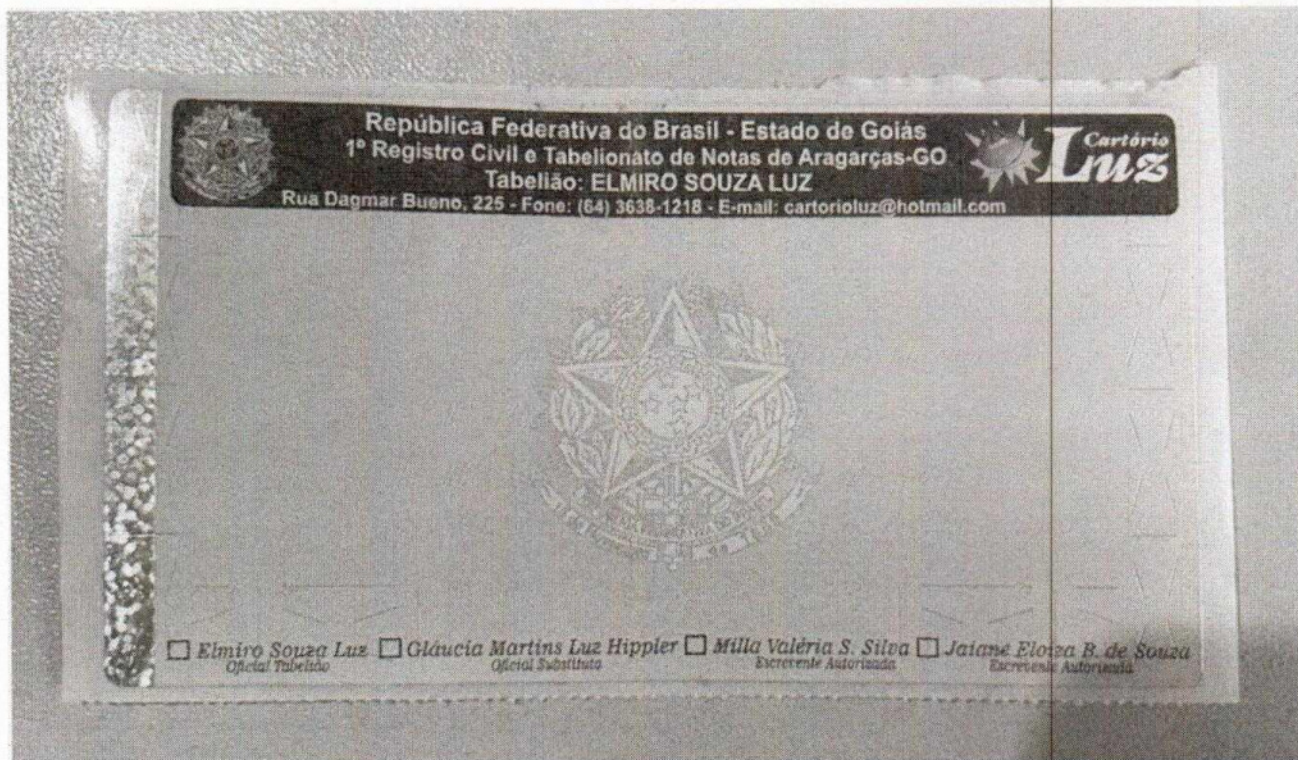 República Federativa do Brasil - Estado de Goiás
1º Registro Civil e Tabelionato de Notas de Aragarças-GO
Tabelião: ELMIRO SOUZA LUZ
Rua Dagmar Bueno, 225 - Fone: (64) 3638-1218 - E-mail: cartorioluz@hotmail.com
Cartório
Luz
Elmiro Souza Luz Gláucia Martins Luz Hippler Milla Valéria S. Silva Jaiane Eloiza B. de Souza
Oficial Tabelião Oficial Substituta Escrevente Autorizada Escrevente Autorizada